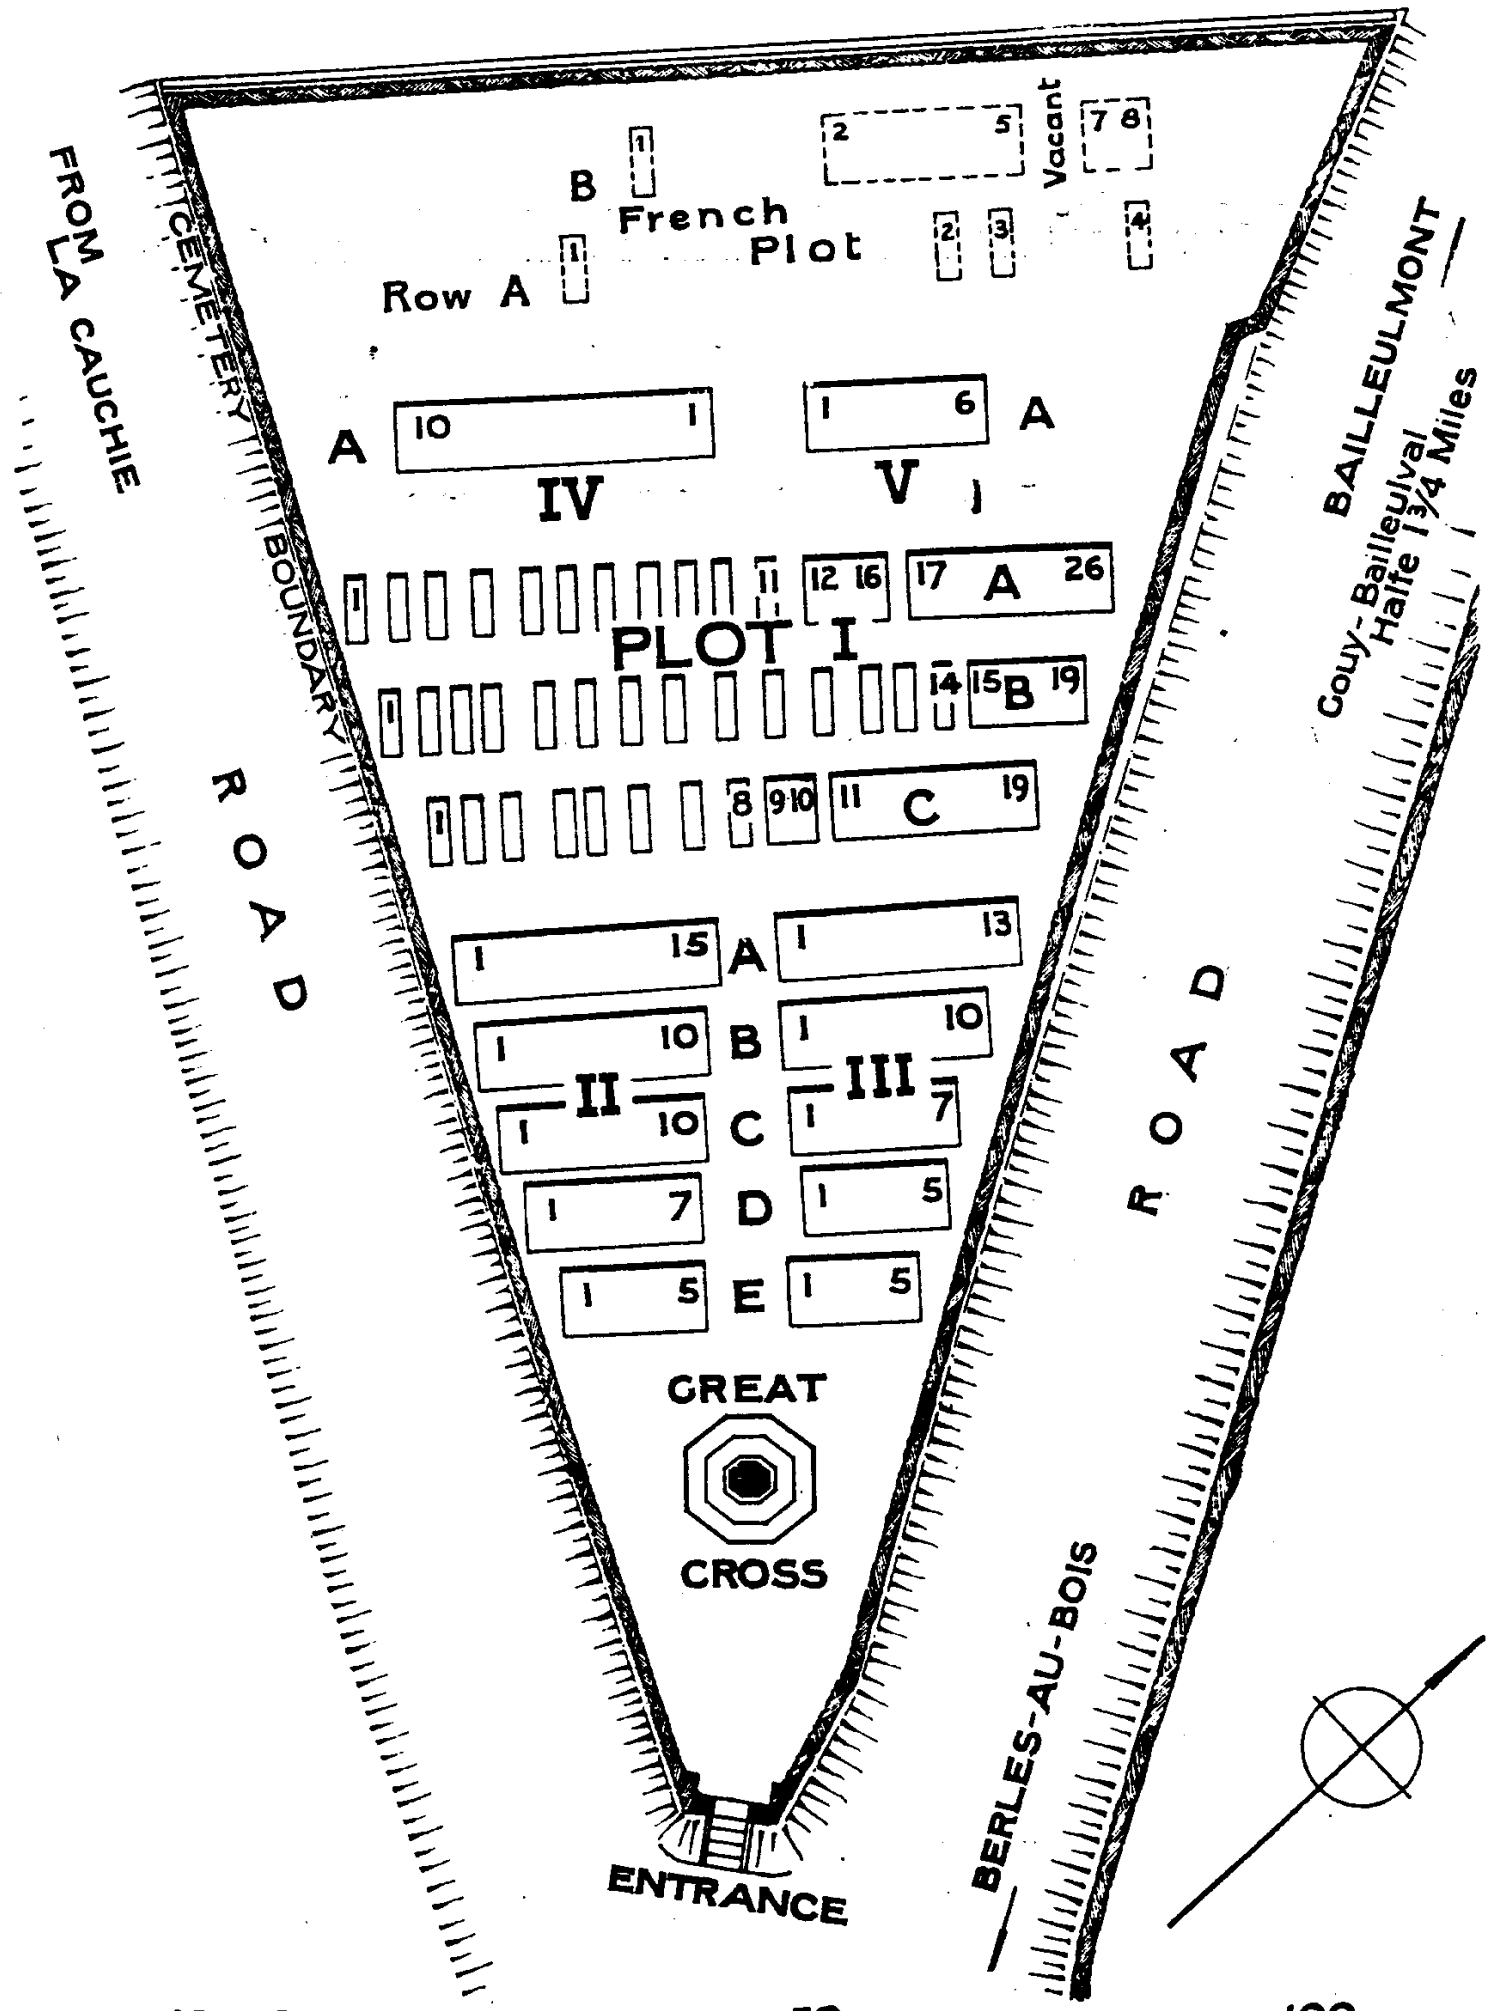 2 5 Vacant 7 8
B 1
French
Plot
Row A 1 2 3 4
FROM
LA CAUCHIE
CEMETERY BOUNDARY
BAILLEULMONT
Gouy-Bailleulval
Halte 1 3/4 Miles
A 10 1 1 6 A
IV V
1 11 12 16 17 A 26
PLOT I
1 14 15 B 19
1 8 9 10 11 C 19
ROAD
ROAD
1 15 A 1 13
1 10 B 1 10
II III
1 10 C 1 7
1 7 D 1 5
1 5 E 1 5
GREAT
CROSS
BERLES-AU-BOIS
ENTRANCE